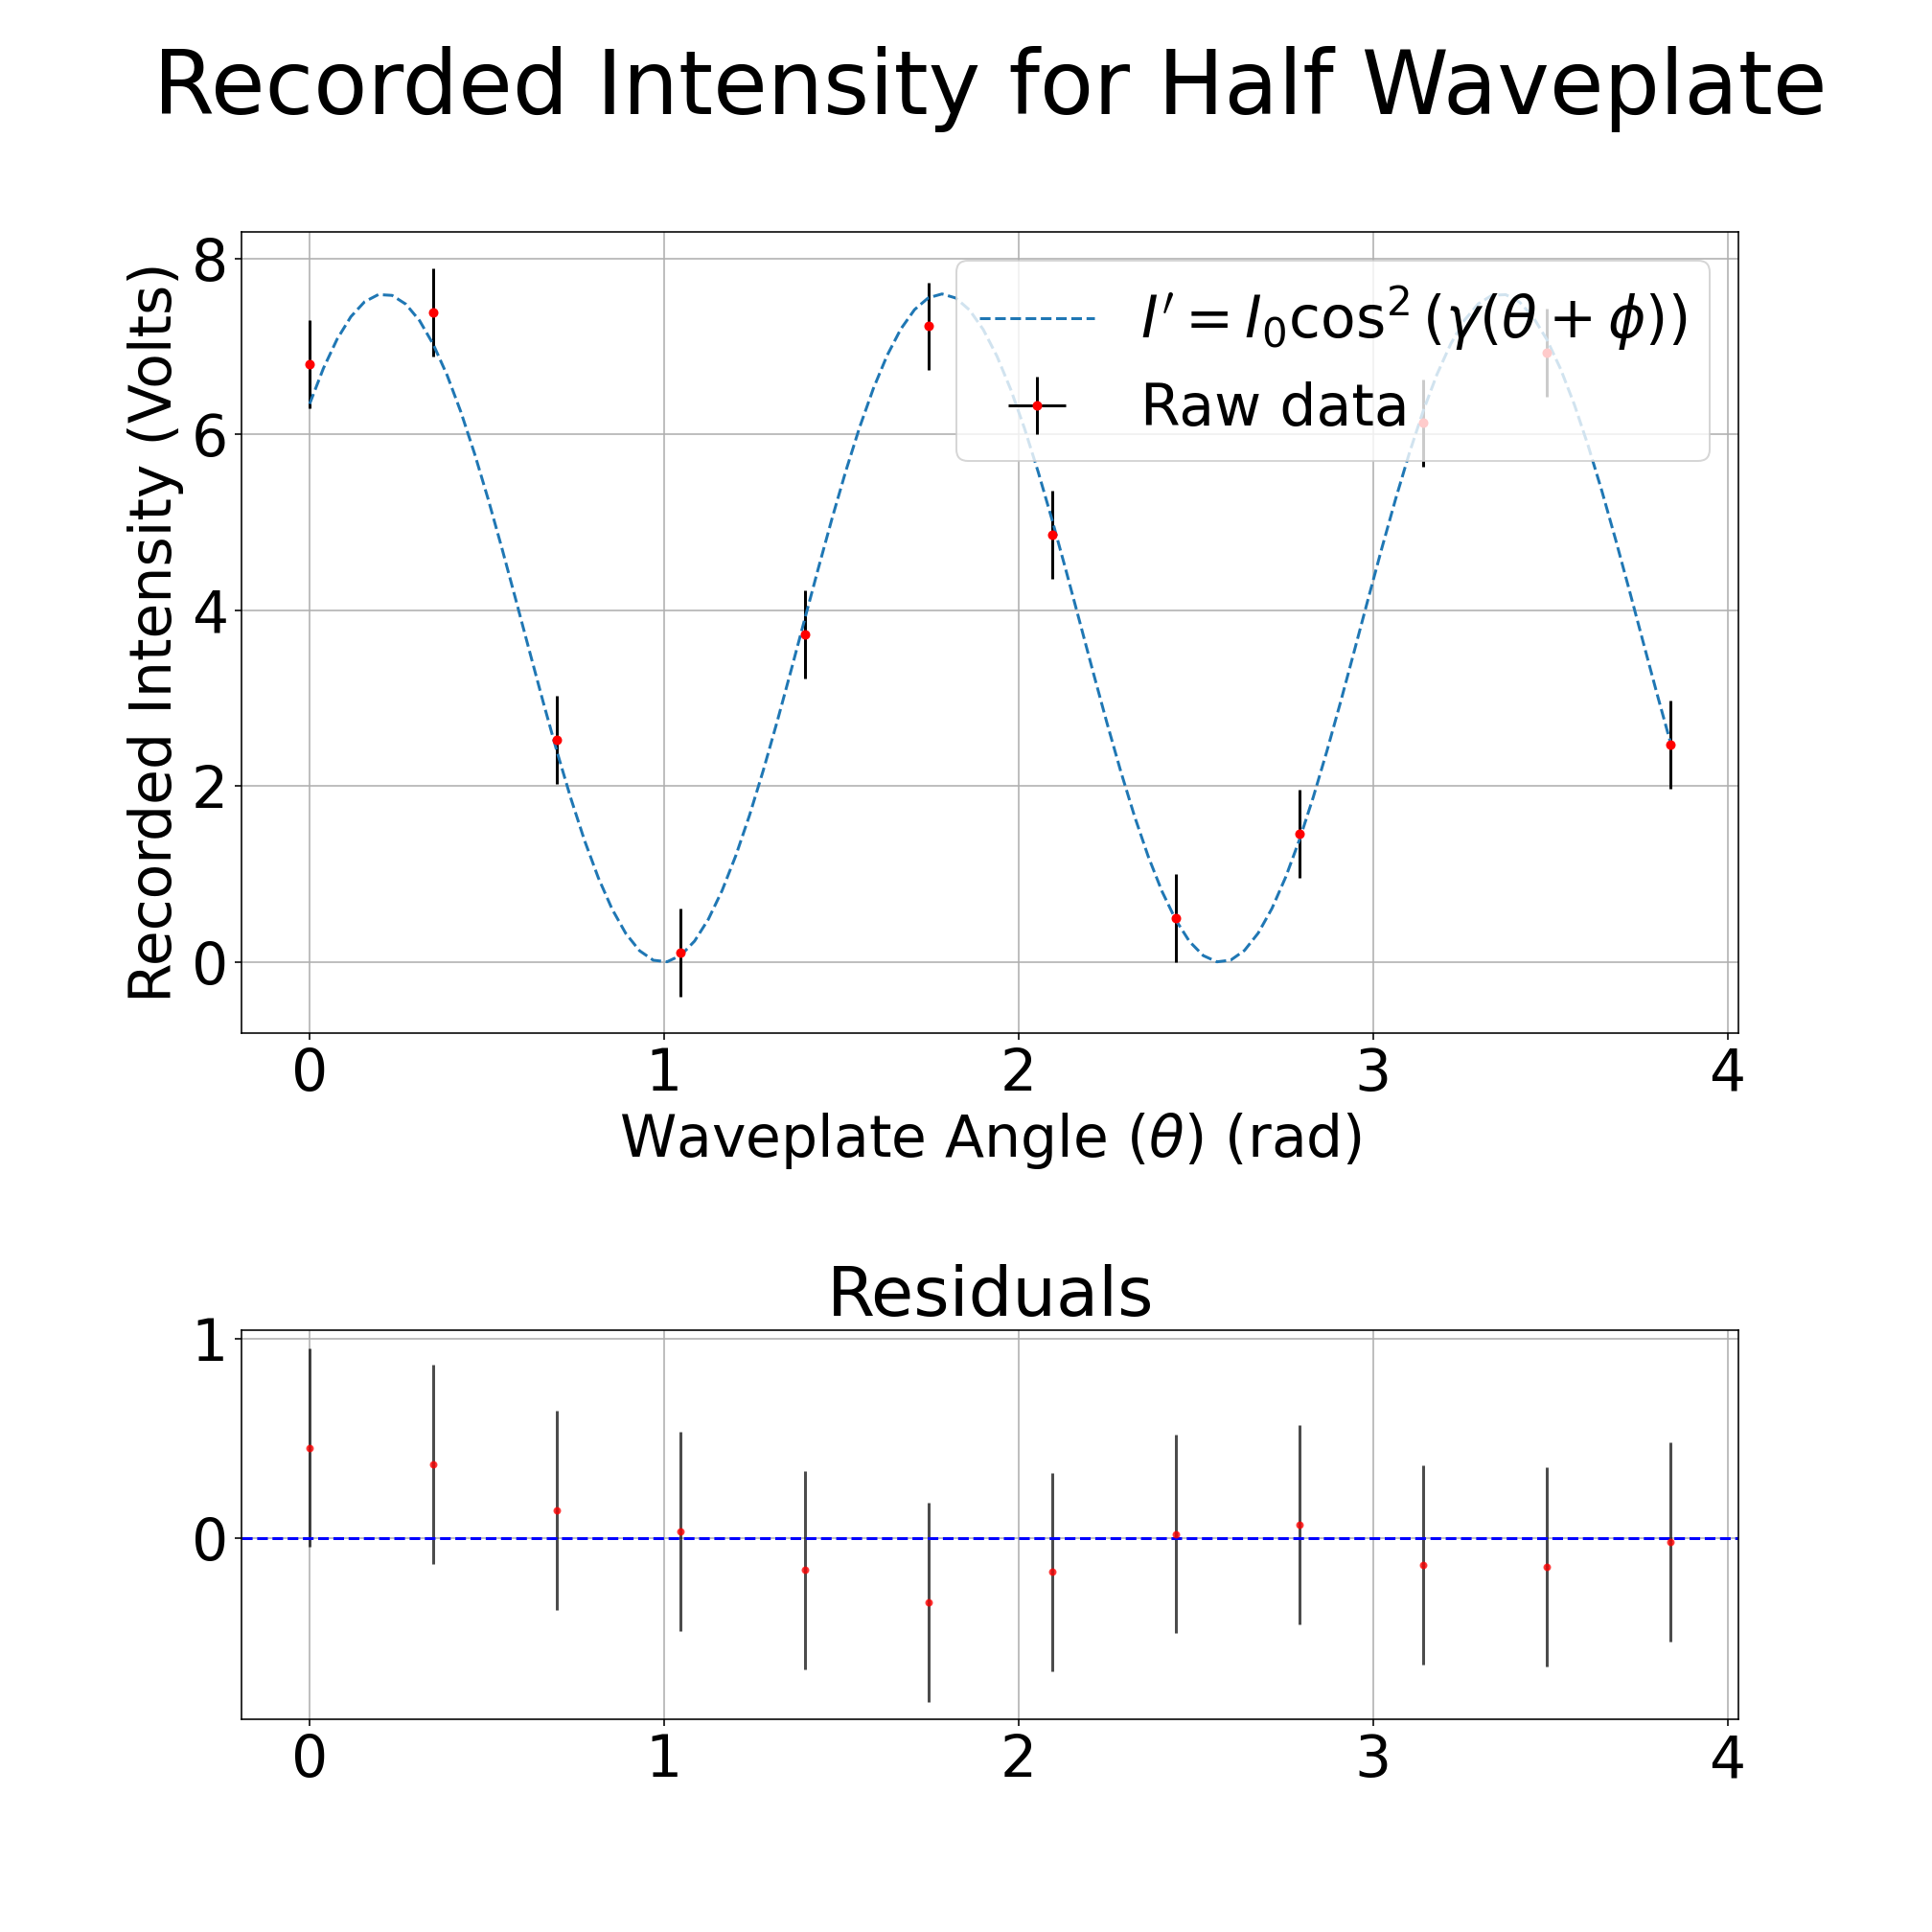 Recorded Intensity for Half Waveplate
8
6
4
2
0
Recorded Intensity (Volts)
I′ = I₀cos²(γ(θ + ϕ))
Raw data
0 1 2 3 4
Waveplate Angle (θ) (rad)
Residuals
1
0
0 1 2 3 4